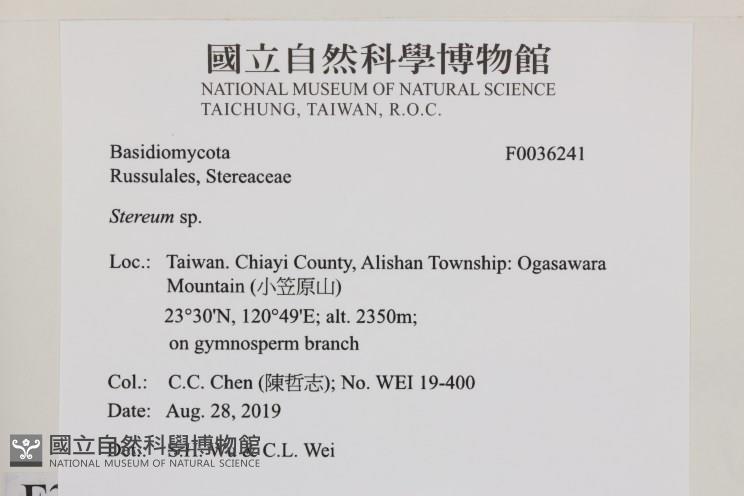 國立自然科學博物館
NATIONAL MUSEUM OF NATURAL SCIENCE
TAICHUNG, TAIWAN, R.O.C.
Basidiomycota F0036241
Russulales, Stereaceae
Stereum sp.
Loc.: Taiwan. Chiayi County, Alishan Township: Ogasawara
Mountain (小笠原山)
23°30'N, 120°49'E; alt. 2350m;
on gymnosperm branch
Col.: C.C. Chen (陳哲志); No. WEI 19-400
Date: Aug. 28, 2019
Det.: S.H. Wu & C.L. Wei
國立自然科學博物館
NATIONAL MUSEUM OF NATURAL SCIENCE